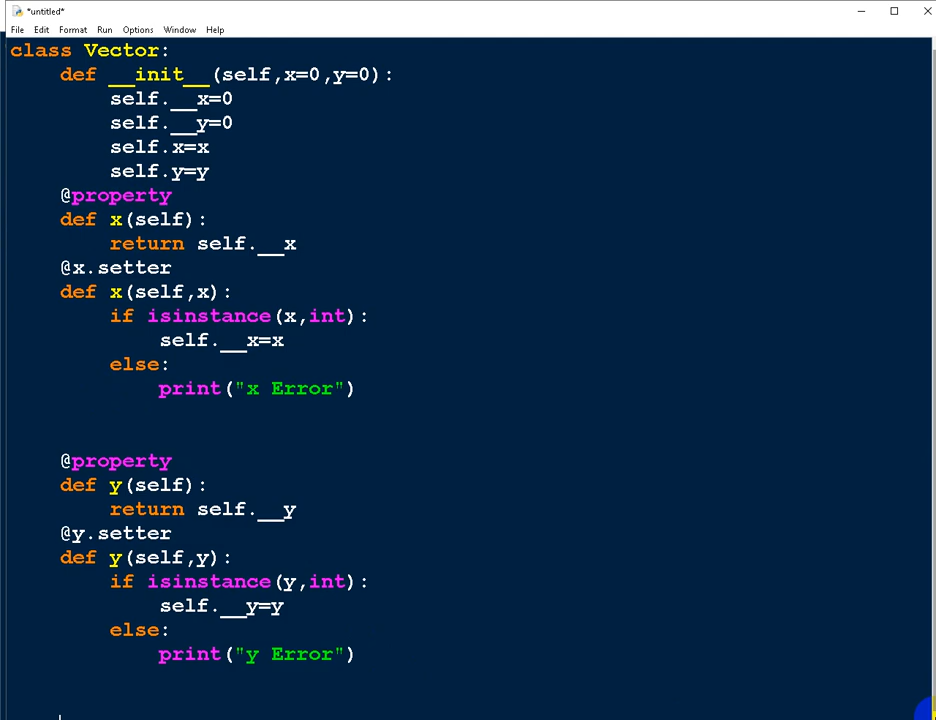 *untitled*
File Edit Format Run Options Window Help
class Vector:
    def __init__(self,x=0,y=0):
        self.__x=0
        self.__y=0
        self.x=x
        self.y=y
    @property
    def x(self):
        return self.__x
    @x.setter
    def x(self,x):
        if isinstance(x,int):
            self.__x=x
        else:
            print("x Error")
    @property
    def y(self):
        return self.__y
    @y.setter
    def y(self,y):
        if isinstance(y,int):
            self.__y=y
        else:
            print("y Error")